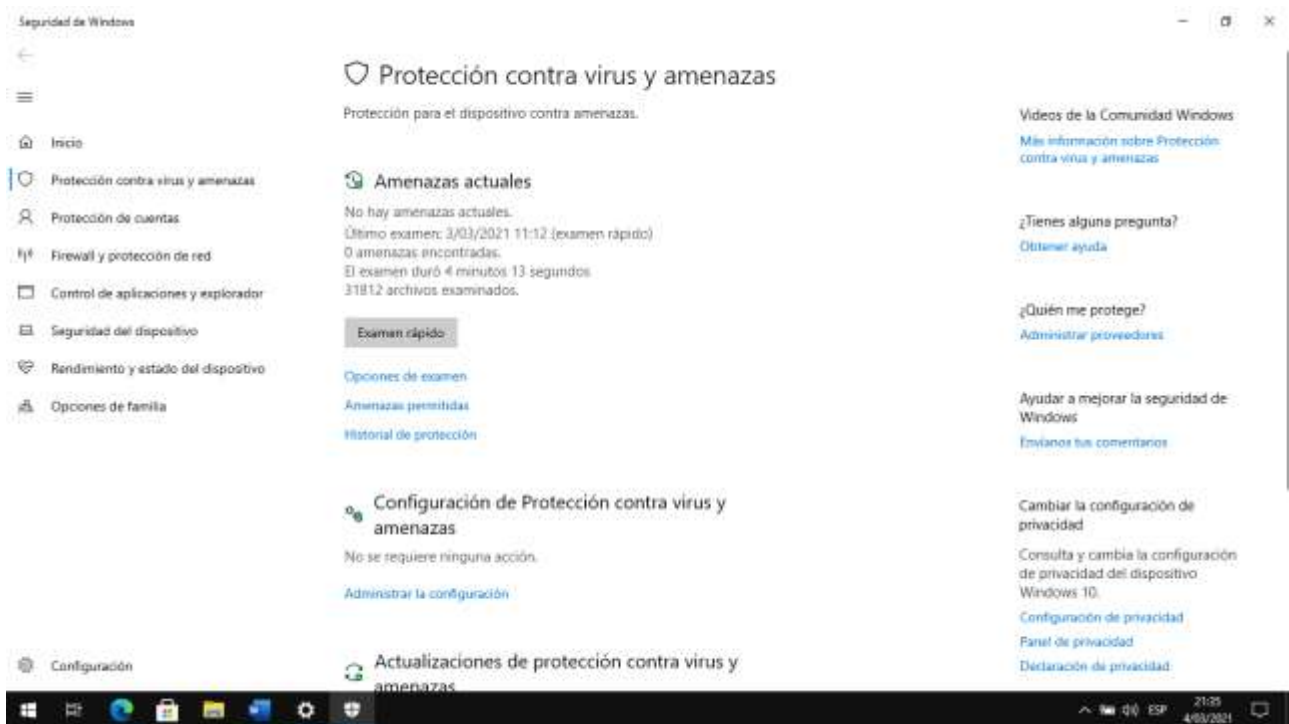 Seguridad de Windows
Inicio
Protección contra virus y amenazas
Protección de cuentas
Firewall y protección de red
Control de aplicaciones y explorador
Seguridad del dispositivo
Rendimiento y estado del dispositivo
Opciones de familia
Configuración
Protección contra virus y amenazas
Protección para el dispositivo contra amenazas.
Amenazas actuales
No hay amenazas actuales.
Último examen: 3/03/2021 11:12 (examen rápido)
0 amenazas encontradas.
El examen duró 4 minutos 13 segundos
31812 archivos examinados.
Examen rápido
Opciones de examen
Amenazas permitidas
Historial de protección
Configuración de Protección contra virus y
amenazas
No se requiere ninguna acción.
Administrar la configuración
Actualizaciones de protección contra virus y
amenazas
Videos de la Comunidad Windows
Más información sobre Protección
contra virus y amenazas
¿Tienes alguna pregunta?
Obtener ayuda
¿Quién me protege?
Administrar proveedores
Ayudar a mejorar la seguridad de
Windows
Envíanos tus comentarios
Cambiar la configuración de
privacidad
Consulta y cambia la configuración
de privacidad del dispositivo
Windows 10.
Configuración de privacidad
Panel de privacidad
Declaración de privacidad
ESP
21:35
4/03/2021